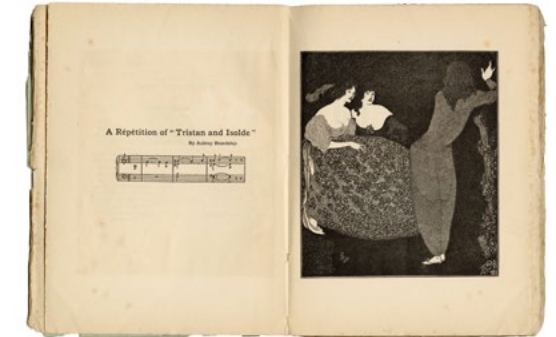 A Répétition of "Tristan and Isolde"
By Aubrey Beardsley